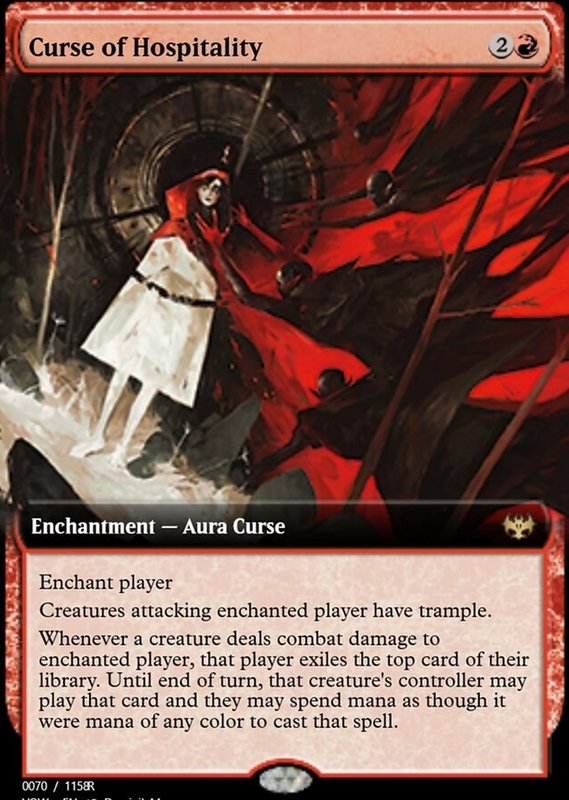 Curse of Hospitality
2
Enchantment — Aura Curse
Enchant player
Creatures attacking enchanted player have trample.
Whenever a creature deals combat damage to
enchanted player, that player exiles the top card of their
library. Until end of turn, that creature's controller may
play that card and they may spend mana as though it
were mana of any color to cast that spell.
0070 / 1158R